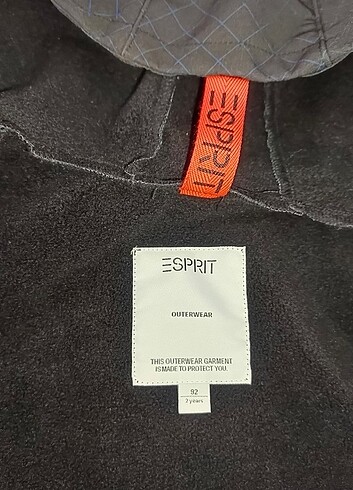 ESPRIT
ESPRIT
OUTERWEAR
THIS OUTERWEAR GARMENT
IS MADE TO PROTECT YOU.
92
2 years